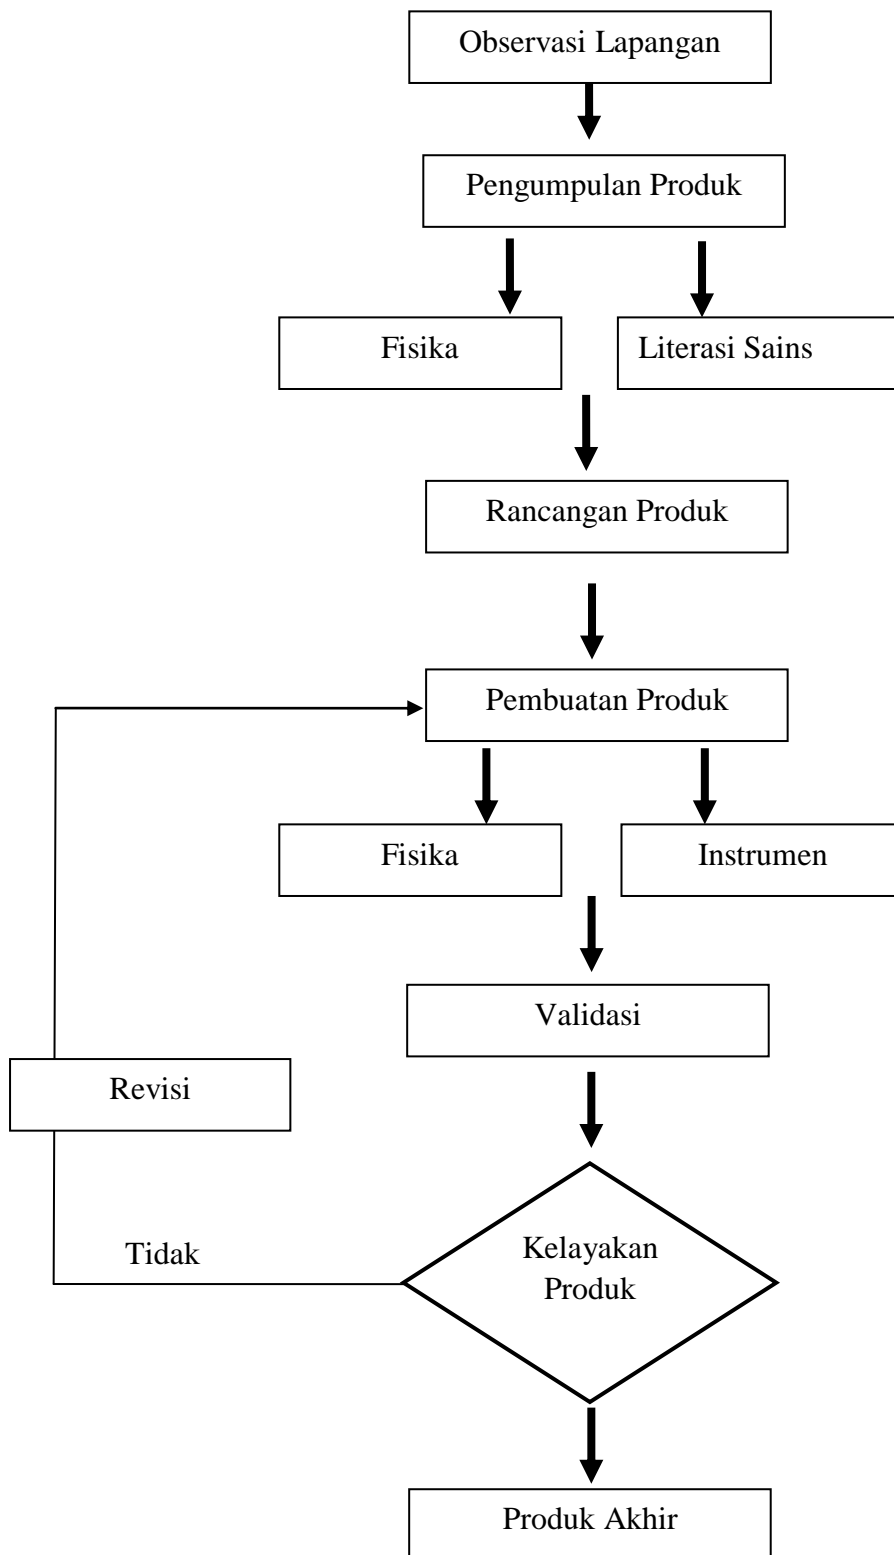 Observasi Lapangan
Pengumpulan Produk
Fisika
Literasi Sains
Rancangan Produk
Pembuatan Produk
Fisika
Instrumen
Validasi
Revisi
Tidak
Kelayakan
Produk
Produk Akhir